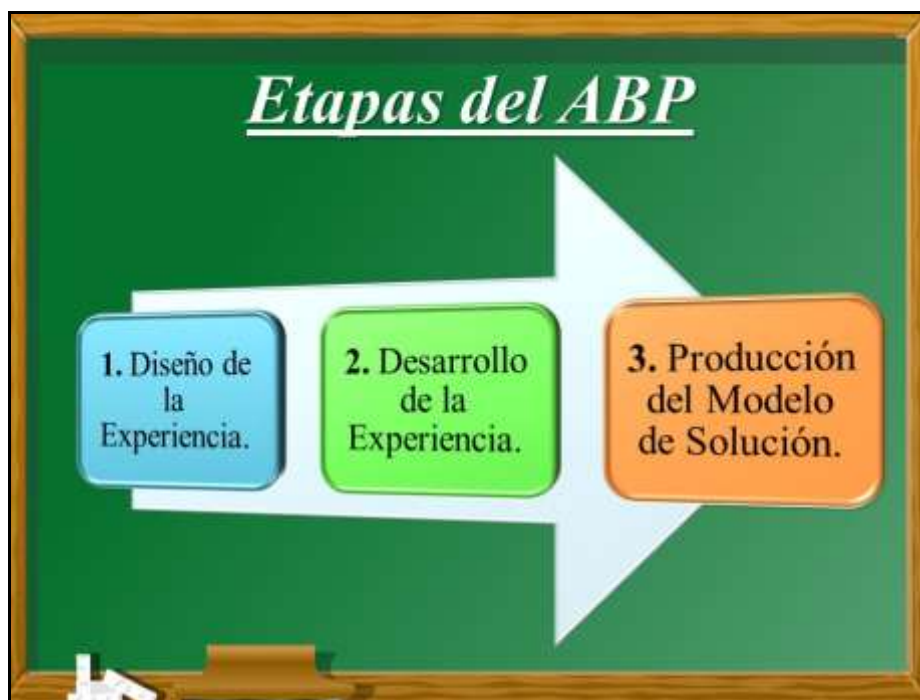 Etapas del ABP
1. Diseño de
la
Experiencia.
2. Desarrollo
de la
Experiencia.
3. Producción
del Modelo
de Solución.